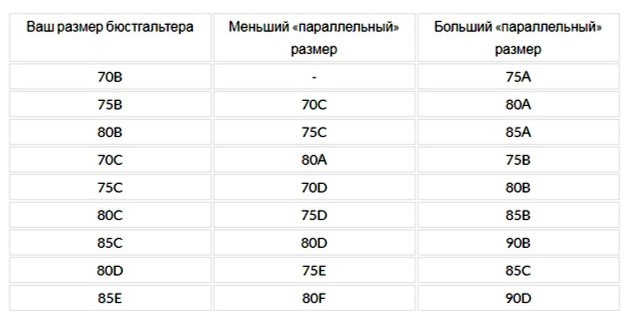 Ваш размер бюстгальтера	Меньший «параллельный» размер	Больший «параллельный» размер
70B	-	75A
75B	70C	80A
80B	75C	85A
70C	80A	75B
75C	70D	80B
80C	75D	85B
85C	80D	90B
80D	75E	85C
85E	80F	90D